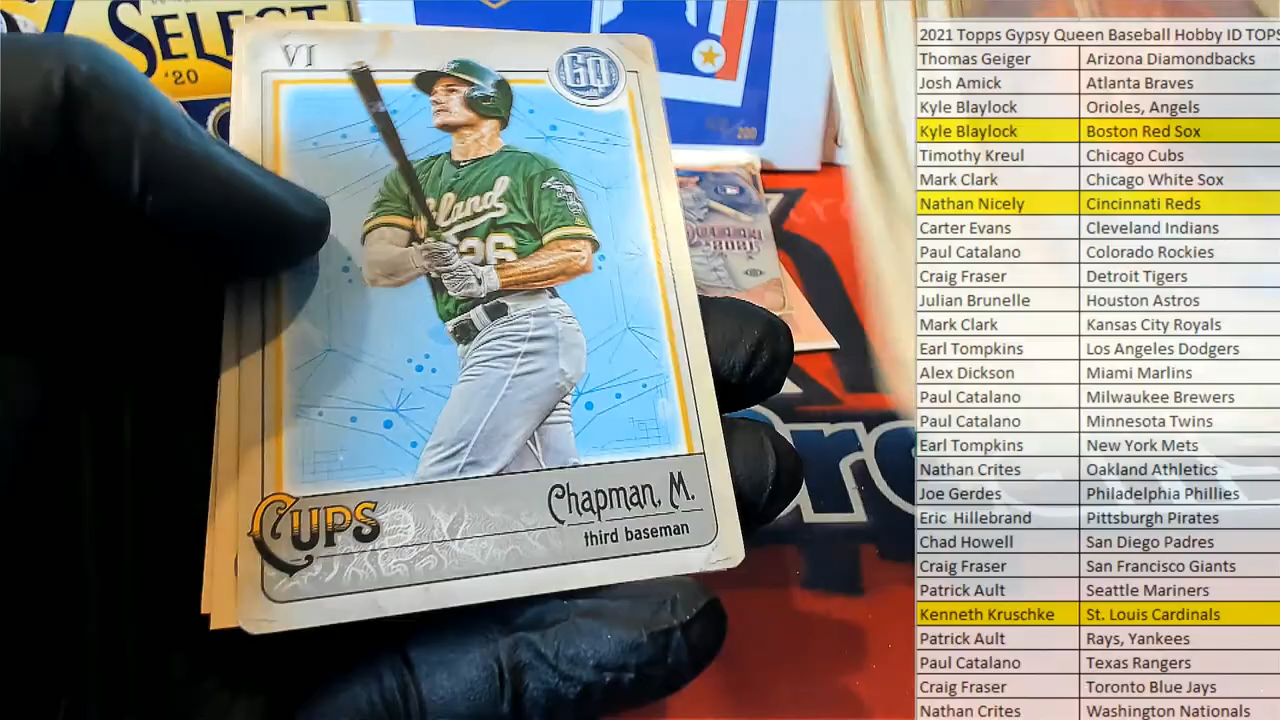 SELECT
'20
VI
GQ
land
26
Cups
Chapman, M.
third baseman
2021
200
2021 Topps Gypsy Queen Baseball Hobby ID TOPS
Thomas Geiger Arizona Diamondbacks
Josh Amick Atlanta Braves
Kyle Blaylock Orioles, Angels
Kyle Blaylock Boston Red Sox
Timothy Kreul Chicago Cubs
Mark Clark Chicago White Sox
Nathan Nicely Cincinnati Reds
Carter Evans Cleveland Indians
Paul Catalano Colorado Rockies
Craig Fraser Detroit Tigers
Julian Brunelle Houston Astros
Mark Clark Kansas City Royals
Earl Tompkins Los Angeles Dodgers
Alex Dickson Miami Marlins
Paul Catalano Milwaukee Brewers
Paul Catalano Minnesota Twins
Earl Tompkins New York Mets
Nathan Crites Oakland Athletics
Joe Gerdes Philadelphia Phillies
Eric Hillebrand Pittsburgh Pirates
Chad Howell San Diego Padres
Craig Fraser San Francisco Giants
Patrick Ault Seattle Mariners
Kenneth Kruschke St. Louis Cardinals
Patrick Ault Rays, Yankees
Paul Catalano Texas Rangers
Craig Fraser Toronto Blue Jays
Nathan Crites Washington Nationals